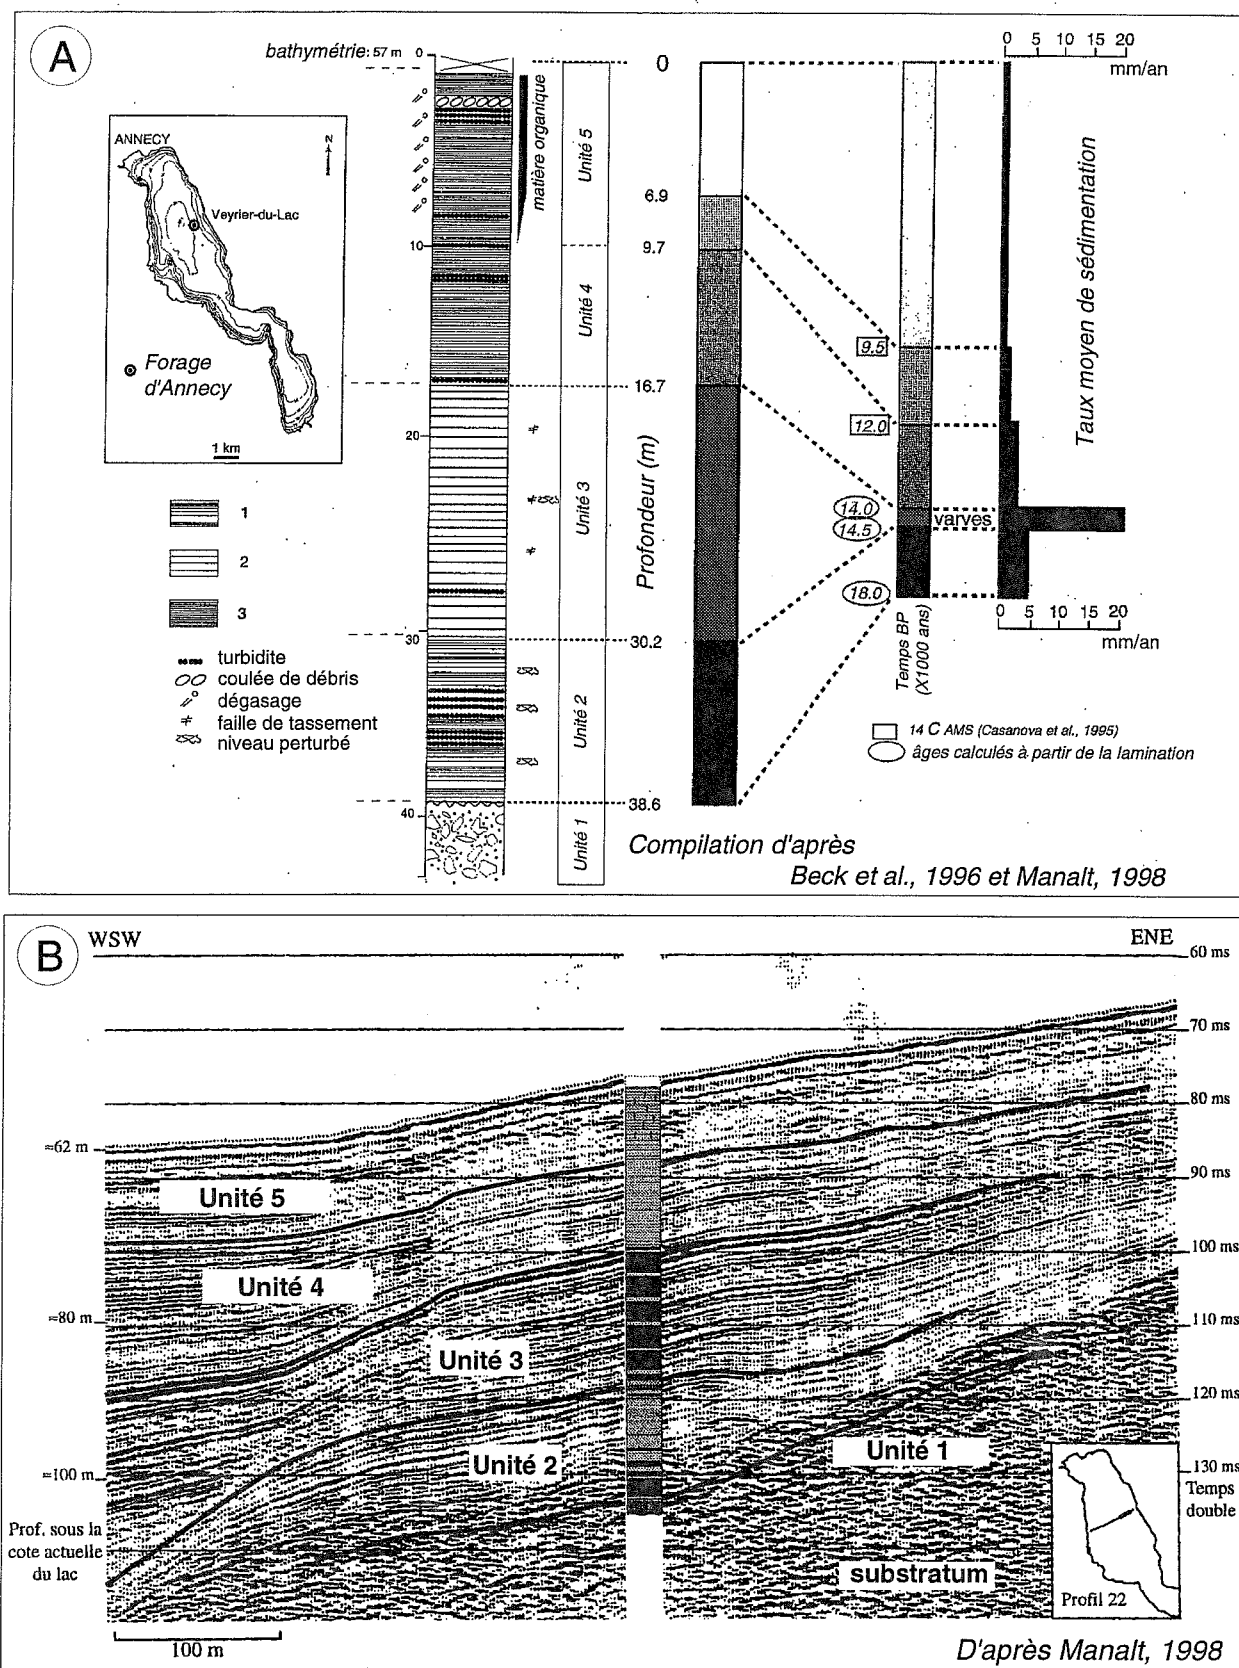 A
bathymétrie: 57 m
0
10
20
30
40
ANNECY
N
Veyrier-du-Lac
Forage
d'Annecy
1 km
1
2
3
turbidite
coulée de débris
dégasage
faille de tassement
niveau perturbé
matière organique
Unité 5
Unité 4
Unité 3
Unité 2
Unité 1
Profondeur (m)
0
6.9
9.7
16.7
30.2
38.6
9.5
12.0
14.0
14.5
18.0
varves
Temps BP
(X1000 ans)
0 5 10 15 20
mm/an
Taux moyen de sédimentation
0 5 10 15 20
mm/an
14 C AMS (Casanova et al., 1995)
âges calculés à partir de la lamination
Compilation d'après
Beck et al., 1996 et Manalt, 1998
B
WSW
ENE
60 ms
70 ms
80 ms
90 ms
100 ms
110 ms
120 ms
130 ms
Temps
double
≈62 m
≈80 m
≈100 m
Prof. sous la
cote actuelle
du lac
Unité 5
Unité 4
Unité 3
Unité 2
Unité 1
substratum
Profil 22
100 m
D'après Manalt, 1998